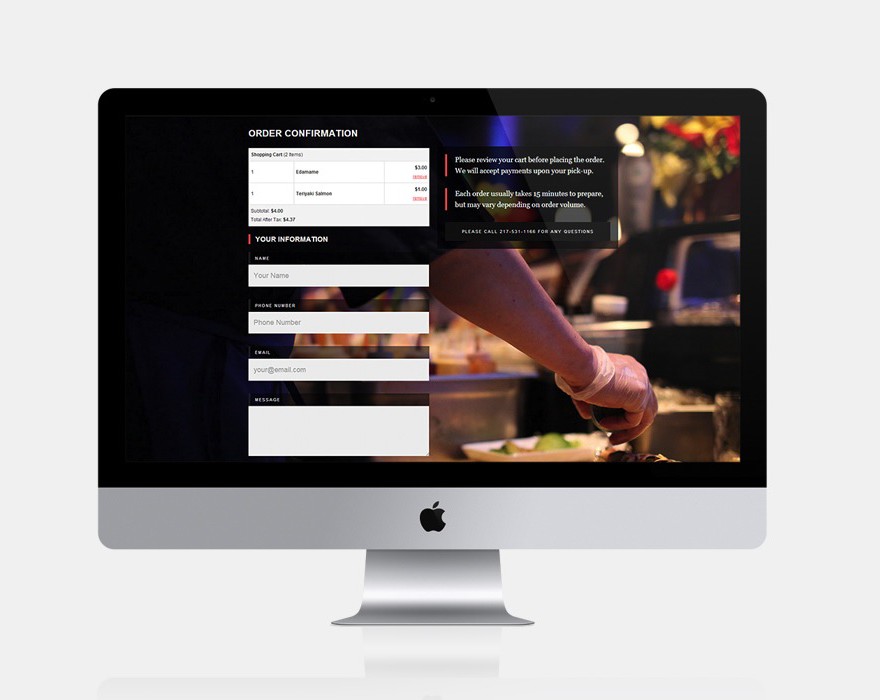 ORDER CONFIRMATION
Shopping Cart (2 items)
1 Edamame $3.00
remove
1 Teriyaki Salmon $1.00
remove
Subtotal: $4.00
Total After Tax: $4.37
YOUR INFORMATION
NAME
Your Name
PHONE NUMBER
Phone Number
EMAIL
your@email.com
MESSAGE
Please review your cart before placing the order.
We will accept payments upon your pick-up.
Each order usually takes 15 minutes to prepare,
but may vary depending on order volume.
PLEASE CALL 217-531-1166 FOR ANY QUESTIONS